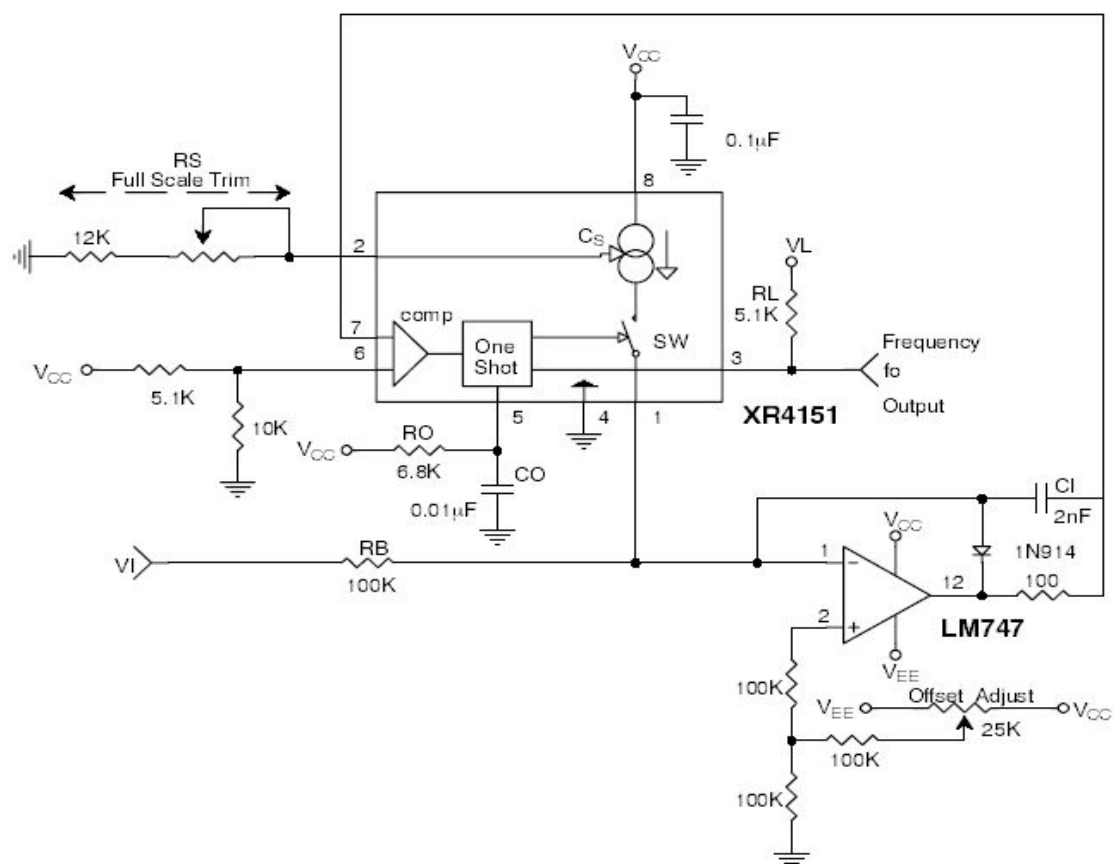 VCC
0.1µF
RS
Full Scale Trim
8
12K
2
CS
VL
RL
5.1K
comp
7
6
One
Shot
SW
3
Frequency
fo
Output
VCC
5.1K
10K
5
4
1
XR4151
VCC
RO
6.8K
CO
0.01µF
CI
2nF
VCC
1N914
VI
RB
100K
1
−
12
100
2
+
LM747
VEE
100K
Offset Adjust
VEE
VCC
25K
100K
100K